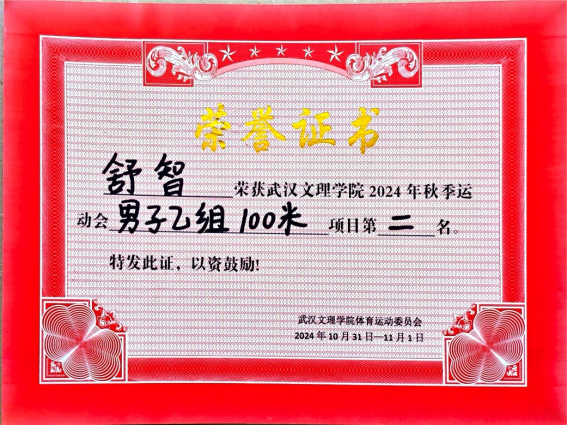 荣誉证书
舒智荣获武汉文理学院2024年秋季运
动会男子乙组100米项目第二名。
特发此证，以资鼓励!
武汉文理学院体育运动委员会
2024年10月31日—11月1日